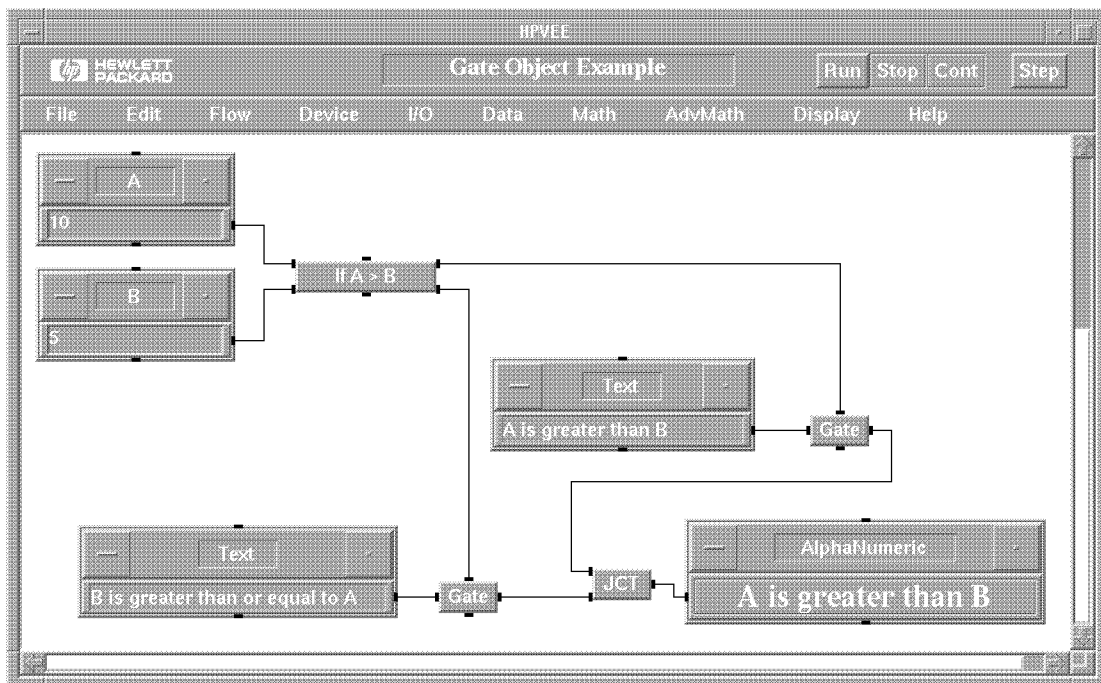 HPVEE
HEWLETT
PACKARD
Gate Object Example
Run Stop Cont Step
File Edit Flow Device I/O Data Math AdvMath Display Help
A
10
If A > B
B
5
Text
A is greater than B
Gate
Text
B is greater than or equal to A
Gate
JCT
AlphaNumeric
A is greater than B